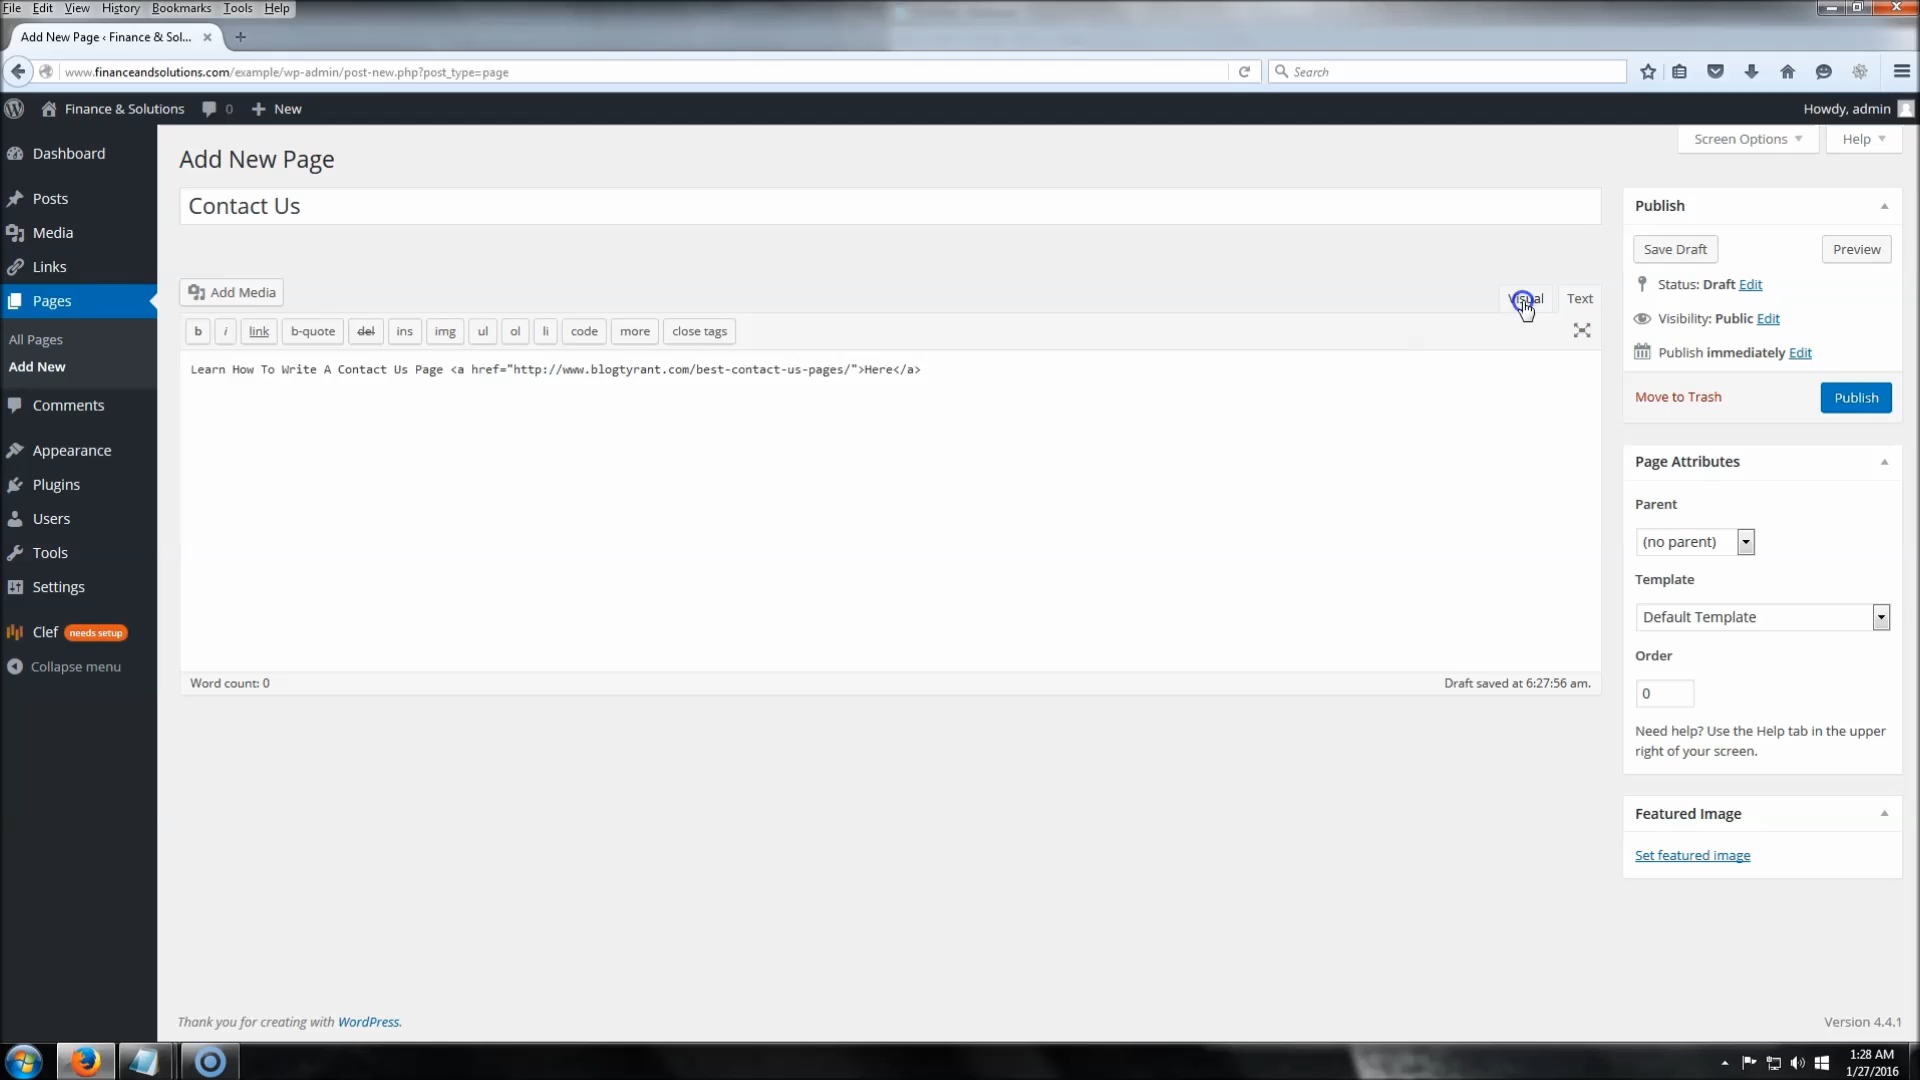 File Edit View History Bookmarks Tools Help
Add New Page ‹ Finance & Sol...
www.financeandsolutions.com/example/wp-admin/post-new.php?post_type=page
Search
Finance & Solutions 0 New
Howdy, admin
Dashboard
Posts
Media
Links
Pages
All Pages
Add New
Comments
Appearance
Plugins
Users
Tools
Settings
Clef needs setup
Collapse menu
Screen Options Help
Add New Page
Contact Us
Add Media
Visual Text
b i link b-quote del ins img ul ol li code more close tags
Learn How To Write A Contact Us Page <a href="http://www.blogtyrant.com/best-contact-us-pages/">Here</a>
Word count: 0
Draft saved at 6:27:56 am.
Publish
Save Draft Preview
Status: Draft Edit
Visibility: Public Edit
Publish immediately Edit
Move to Trash Publish
Page Attributes
Parent
(no parent)
Template
Default Template
Order
0
Need help? Use the Help tab in the upper
right of your screen.
Featured Image
Set featured image
Thank you for creating with WordPress.
Version 4.4.1
1:28 AM
1/27/2016